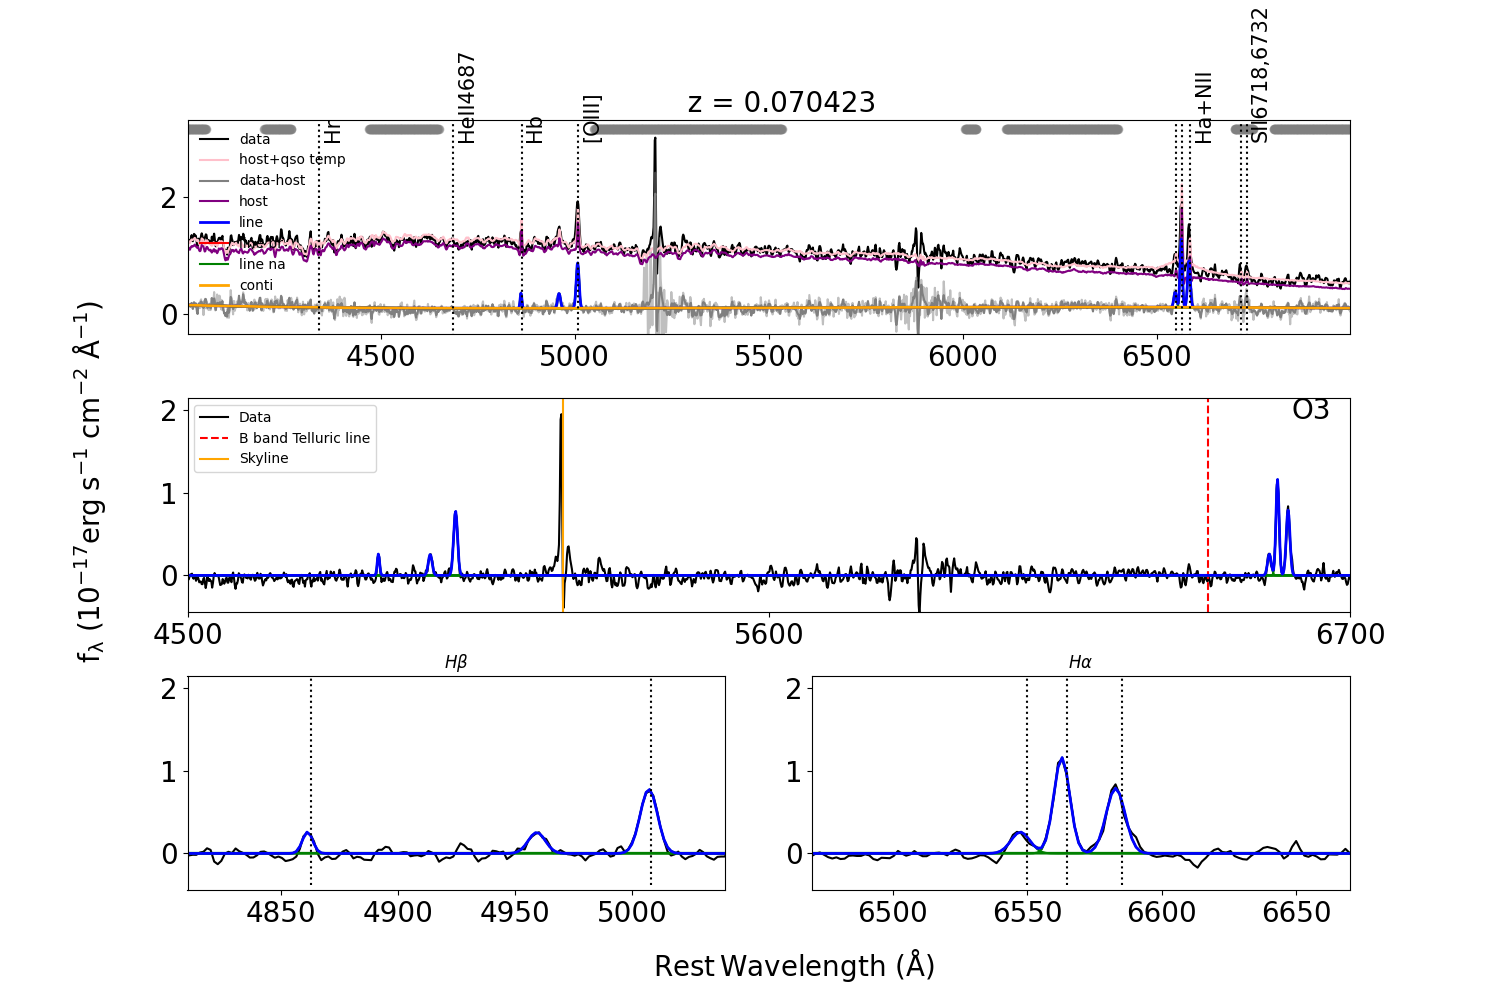 z = 0.070423
Hr
HeII4687
Hb
[OIII]
Ha+NII
SII6718,6732
data
host+qso temp
data-host
host
line
line na
conti
2
0
4500
5000
5500
6000
6500
fλ (10⁻¹⁷erg s⁻¹ cm⁻² Å⁻¹)
O3
Data
B band Telluric line
Skyline
2
1
0
4500
5600
6700
Hβ
2
1
0
4850
4900
4950
5000
Hα
2
1
0
6500
6550
6600
6650
Rest Wavelength (Å)